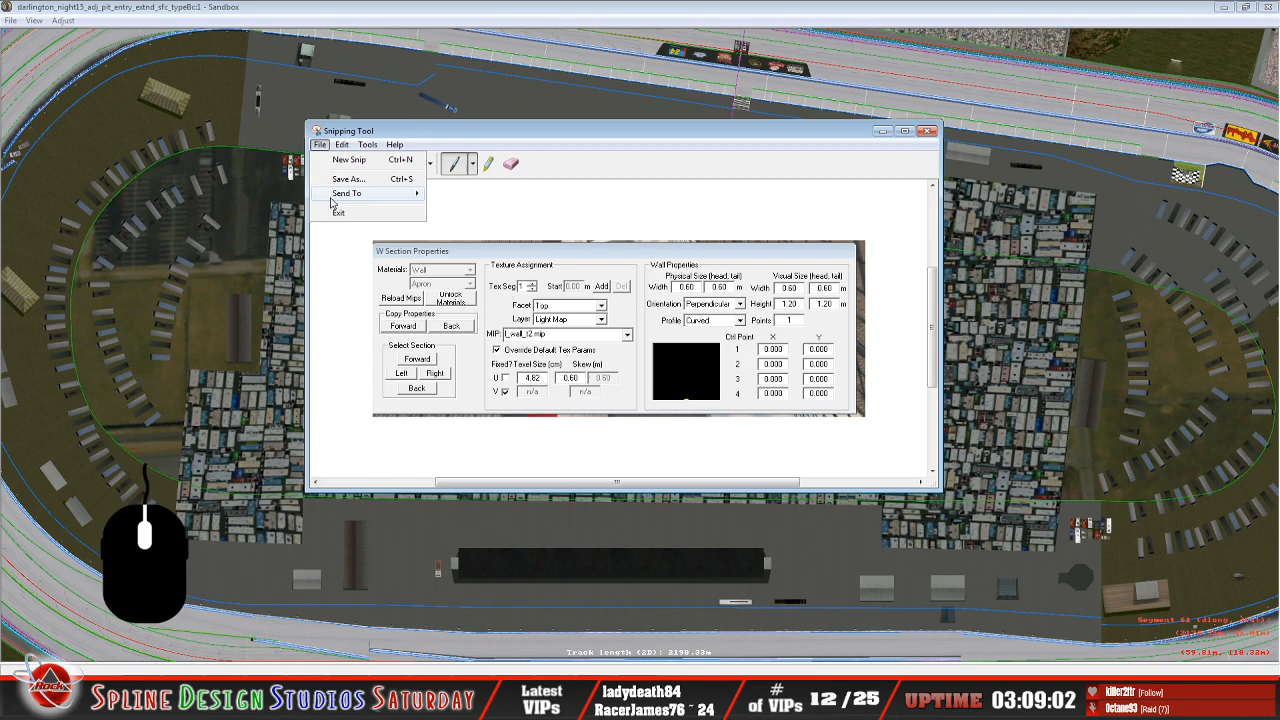 darlington_night15_adj_pit_entry_extnd_sfc_typeBc:1 - Sandbox
File View Adjust
Snipping Tool
File Edit Tools Help
New Snip Ctrl+N
Save As... Ctrl+S
Send To
Exit
W Section Properties
Materials: Wall
Apron
Reload Mips Unlock Materials
Copy Properties
Forward Back
Select Section
Forward
Left Right
Back
Texture Assignment
Tex Seg 1 Start 0.00 m Add Del
Facet Top
Layer Light Map
MIP: l_wall_t2.mip
Override Default Tex Params
Fixed? Texel Size (cm) Skew (m)
U 4.82 0.60 0.60
V n/a n/a
Wall Properties
Physical Size (head, tail) Visual Size (head, tail)
Width 0.60 0.60 m Width 0.60 0.60
Orientation Perpendicular Height 1.20 1.20 m
Profile Curved Points 1
Ctrl Point X Y
1 0.000 0.000
2 0.000 0.000
3 0.000 0.000
4 0.000 0.000
Track length (2D): 2198.33m
Rock
Spline Design Studios Saturday
Latest VIPs
ladydeath84
RacerJames76 ~ 24
# of VIPs
12 / 25
UPTIME 03:09:02
killer2ltr [Follow]
Octane93 [Raid (7)]